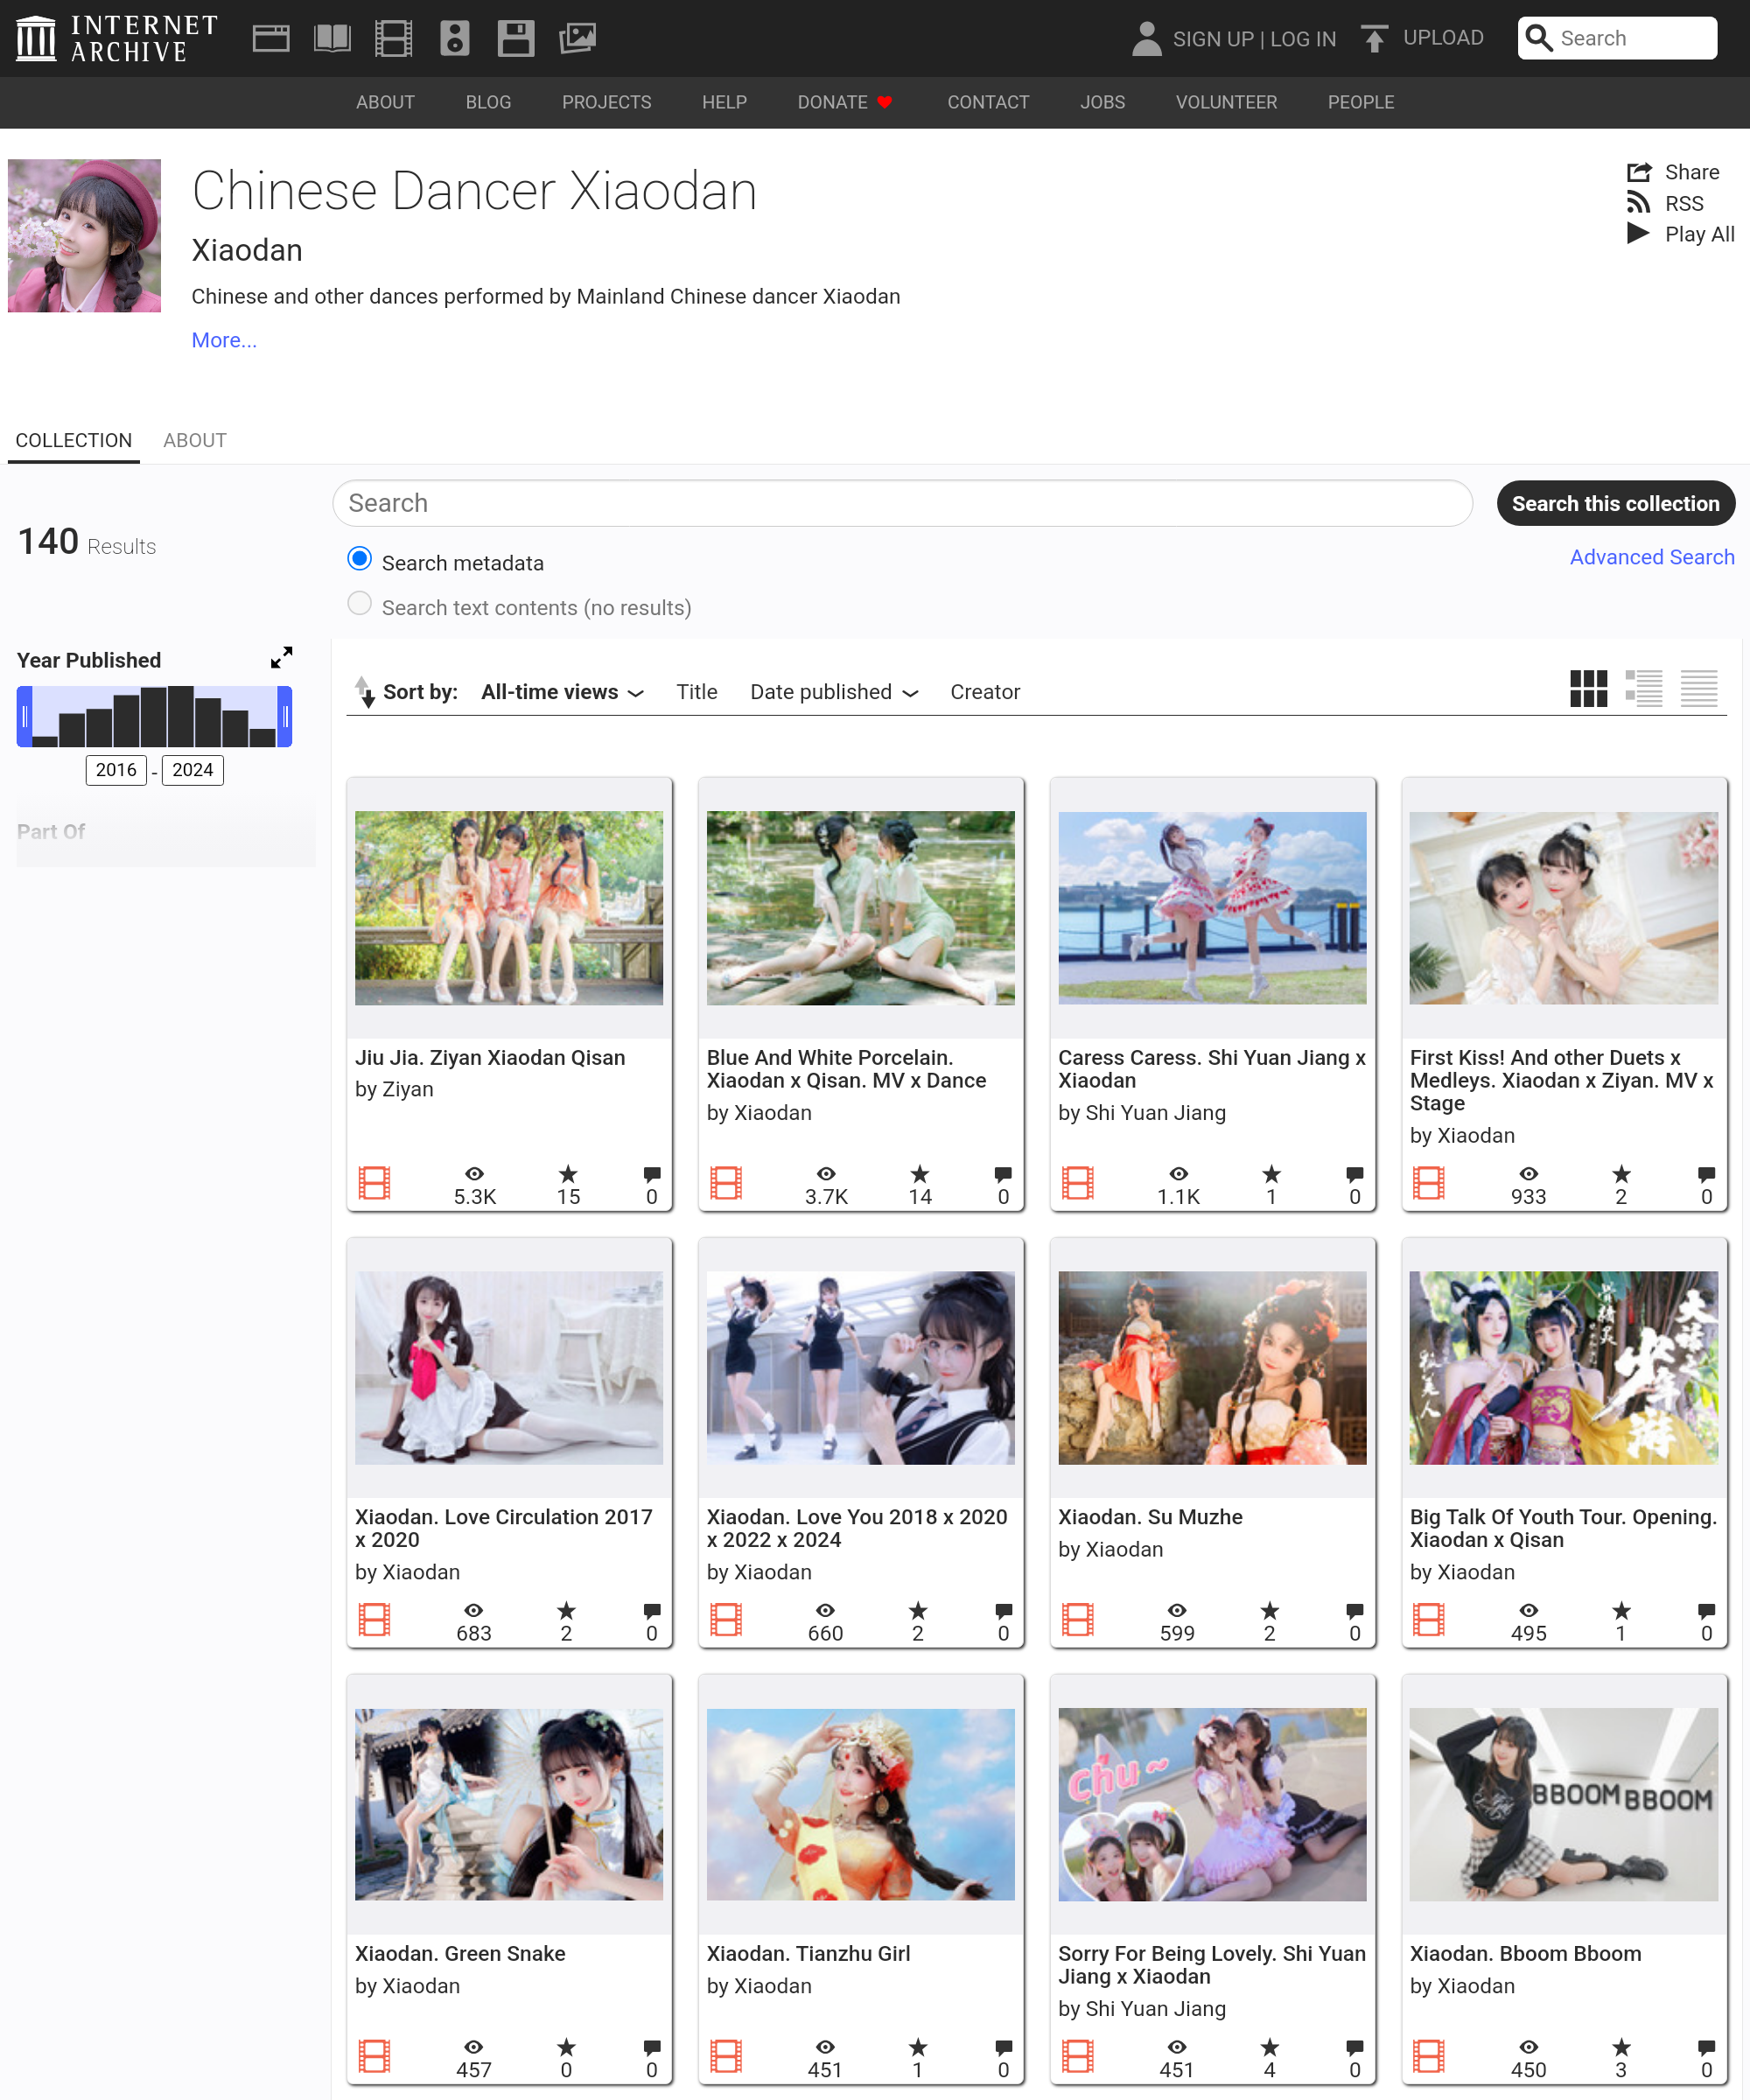 INTERNET
ARCHIVE
SIGN UP | LOG IN
UPLOAD
Search
ABOUT
BLOG
PROJECTS
HELP
DONATE
CONTACT
JOBS
VOLUNTEER
PEOPLE
Chinese Dancer Xiaodan
Xiaodan
Chinese and other dances performed by Mainland Chinese dancer Xiaodan
More...
Share
RSS
Play All
COLLECTION
ABOUT
140 Results
Search
Search this collection
Search metadata
Advanced Search
Search text contents (no results)
Year Published
2016 - 2024
Part Of
Sort by:
All-time views
Title
Date published
Creator
Jiu Jia. Ziyan Xiaodan Qisan
by Ziyan
5.3K
15
0
Blue And White Porcelain.
Xiaodan x Qisan. MV x Dance
by Xiaodan
3.7K
14
0
Caress Caress. Shi Yuan Jiang x
Xiaodan
by Shi Yuan Jiang
1.1K
1
0
First Kiss! And other Duets x
Medleys. Xiaodan x Ziyan. MV x
Stage
by Xiaodan
933
2
0
Xiaodan. Love Circulation 2017
x 2020
by Xiaodan
683
2
0
Xiaodan. Love You 2018 x 2020
x 2022 x 2024
by Xiaodan
660
2
0
Xiaodan. Su Muzhe
by Xiaodan
599
2
0
大话之
少年游
Big Talk Of Youth Tour. Opening.
Xiaodan x Qisan
by Xiaodan
495
1
0
Xiaodan. Green Snake
by Xiaodan
457
0
0
Xiaodan. Tianzhu Girl
by Xiaodan
451
1
0
chu~
Sorry For Being Lovely. Shi Yuan
Jiang x Xiaodan
by Shi Yuan Jiang
451
4
0
BBOOM BBOOM
Xiaodan. Bboom Bboom
by Xiaodan
450
3
0